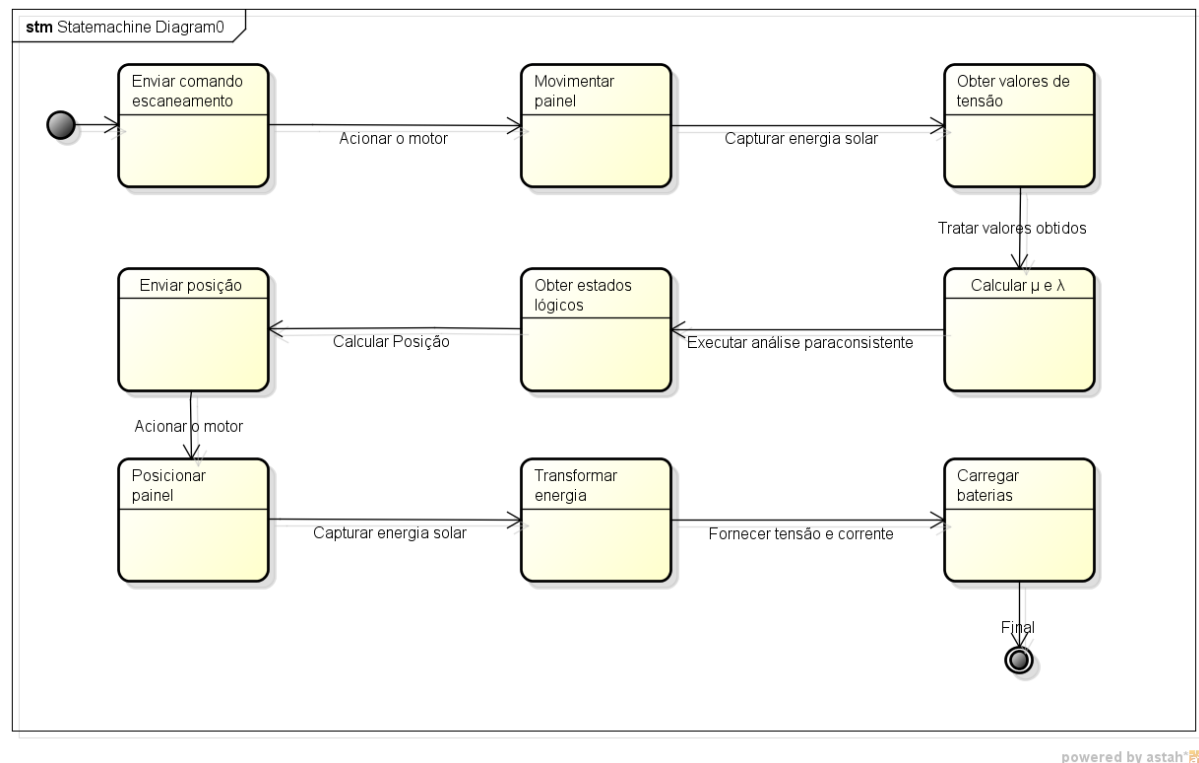 stm Statemachine Diagram0
Enviar comando
escaneamento
Acionar o motor
Movimentar
painel
Capturar energia solar
Obter valores de
tensão
Tratar valores obtidos
Calcular µ e λ
Executar análise paraconsistente
Obter estados
lógicos
Calcular Posição
Enviar posição
Acionar o motor
Posicionar
painel
Capturar energia solar
Transformar
energia
Fornecer tensão e corrente
Carregar
baterias
Final
powered by astah*